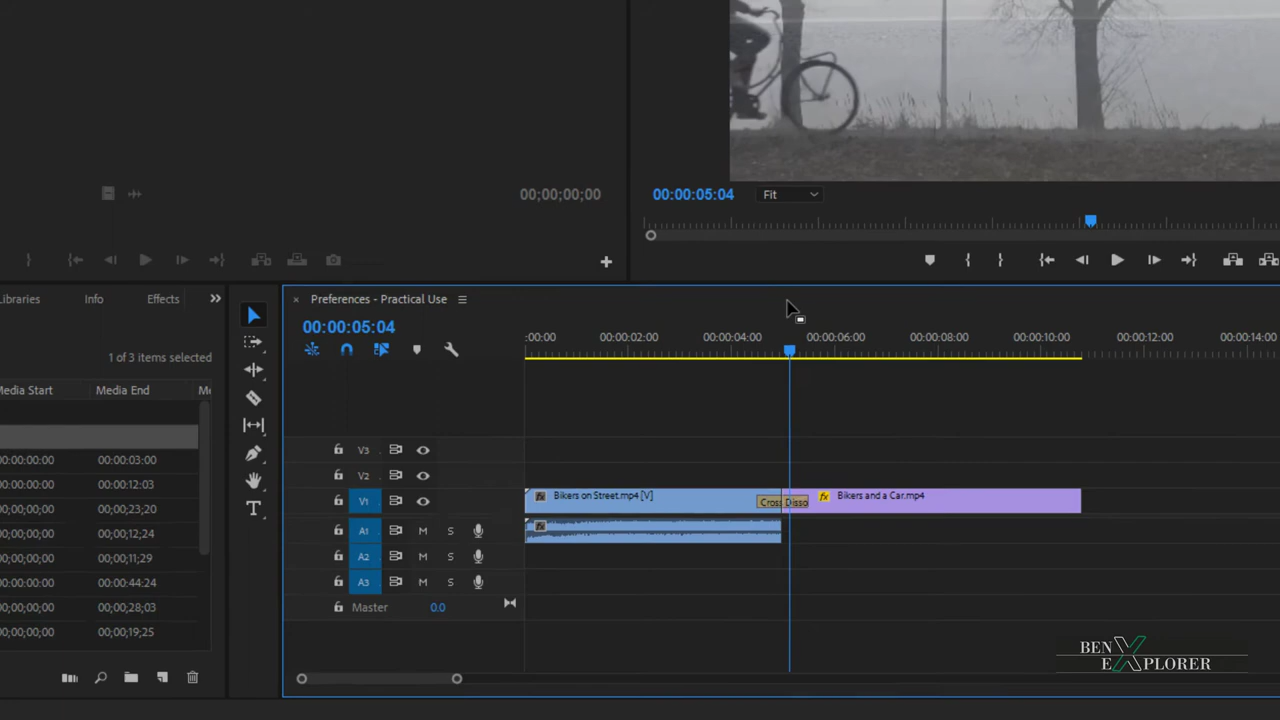 00;00;00;00
00:00:05:04
Fit
Libraries
Info
Effects
Preferences - Practical Use
00:00:05:04
:00:00
00:00:02:00
00:00:04:00
00:00:06:00
00:00:08:00
00:00:10:00
00:00:12:00
00:00:14:00
1 of 3 items selected
Media Start
Media End
Me
00:00:00:00
00:00:03:00
00:00:00:00
00:00:12:03
00;00;00;00
00:00:23;20
00;00;00;00
00:00:12;24
00;00;00;00
00;00;11;29
00:00:00:00
00:00:44:24
00;00;00;00
00;00;28;03
00;00;00;00
00;00;19;25
V3
V2
V1
Bikers on Street.mp4 [V]
Cross Disso
fx
Bikers and a Car.mp4
A1
M
S
A2
M
S
A3
M
S
Master
0.0
BEN
EXPLORER